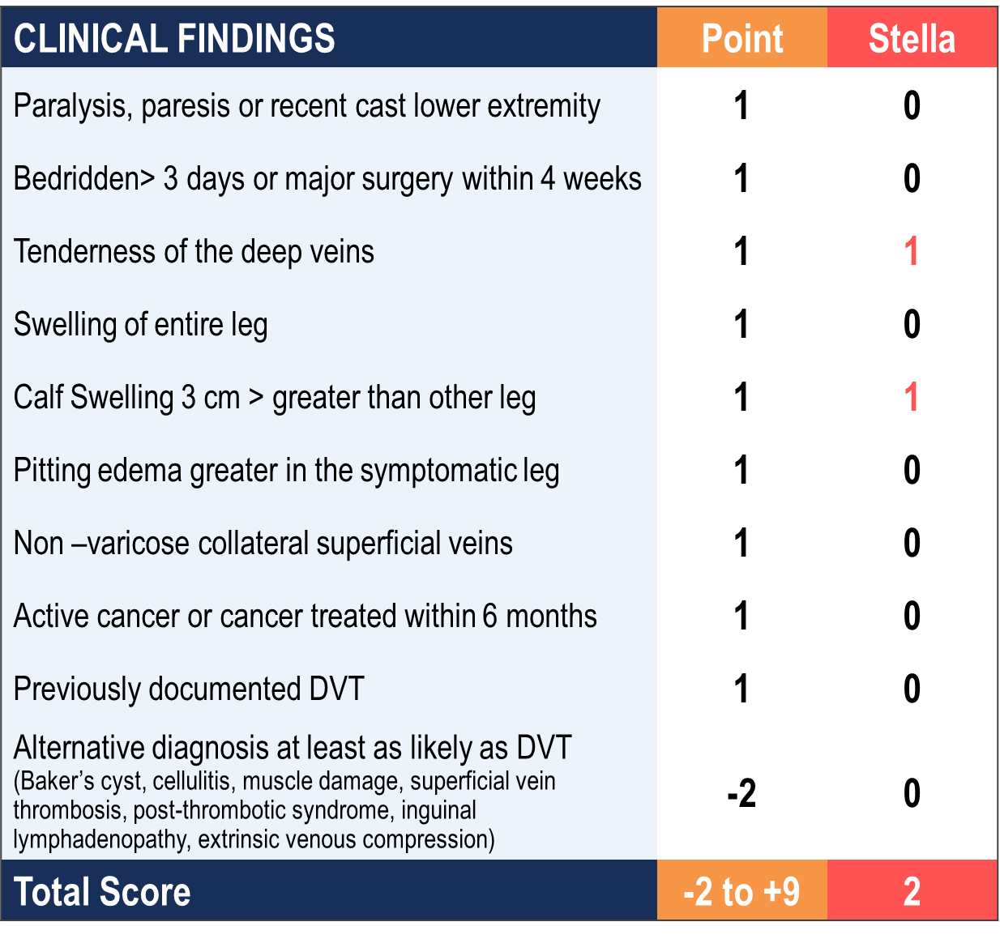 CLINICAL FINDINGS Point Stella
Paralysis, paresis or recent cast lower extremity 1 0
Bedridden> 3 days or major surgery within 4 weeks 1 0
Tenderness of the deep veins 1 1
Swelling of entire leg 1 0
Calf Swelling 3 cm > greater than other leg 1 1
Pitting edema greater in the symptomatic leg 1 0
Non –varicose collateral superficial veins 1 0
Active cancer or cancer treated within 6 months 1 0
Previously documented DVT 1 0
Alternative diagnosis at least as likely as DVT
(Baker’s cyst, cellulitis, muscle damage, superficial vein
thrombosis, post-thrombotic syndrome, inguinal
lymphadenopathy, extrinsic venous compression)
-2 0
Total Score -2 to +9 2